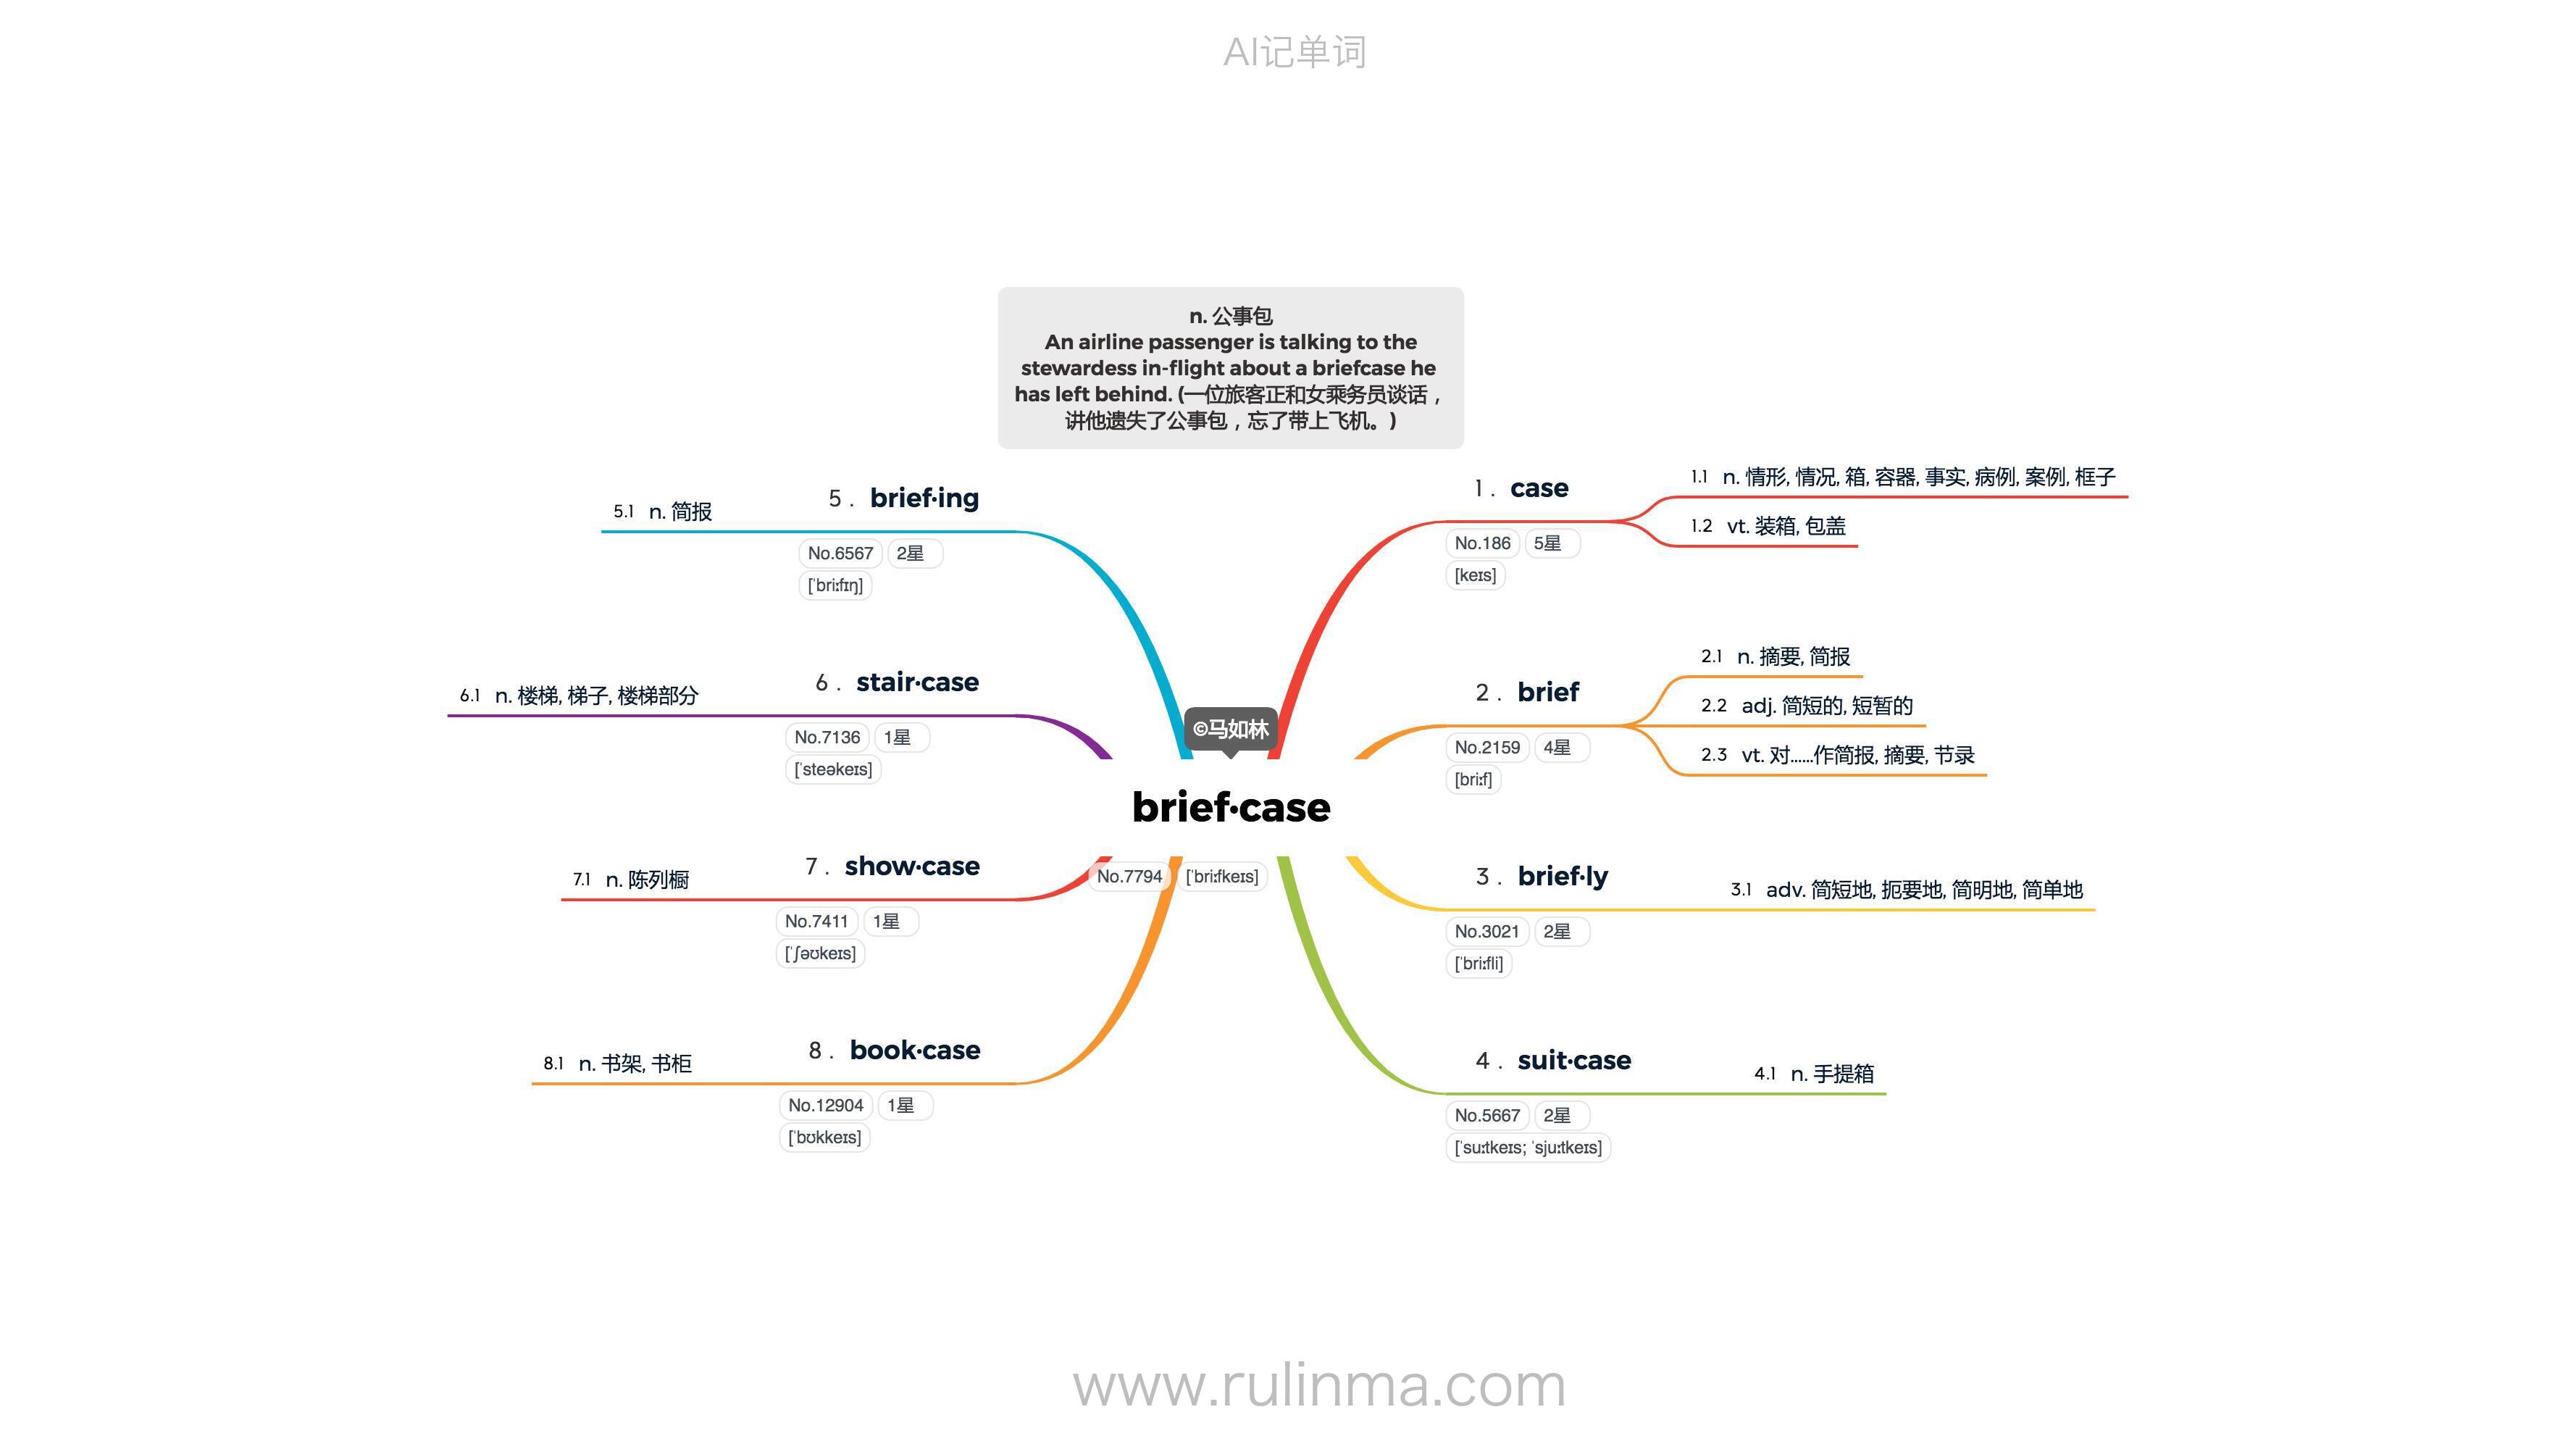 AI记单词
n. 公事包
An airline passenger is talking to the
stewardess in-flight about a briefcase he
has left behind. (一位旅客正和女乘务员谈话，
讲他遗失了公事包，忘了带上飞机。)
©马如林
brief·case
No.7794 [ˈbriːfkeɪs]
1. case
No.186 5星
[keɪs]
1.1 n. 情形, 情况, 箱, 容器, 事实, 病例, 案例, 框子
1.2 vt. 装箱, 包盖
2. brief
No.2159 4星
[briːf]
2.1 n. 摘要, 简报
2.2 adj. 简短的, 短暂的
2.3 vt. 对……作简报, 摘要, 节录
3. brief·ly
No.3021 2星
[ˈbriːfli]
3.1 adv. 简短地, 扼要地, 简明地, 简单地
4. suit·case
No.5667 2星
[ˈsuːtkeɪs; ˈsjuːtkeɪs]
4.1 n. 手提箱
5. brief·ing
No.6567 2星
[ˈbriːfɪŋ]
5.1 n. 简报
6. stair·case
No.7136 1星
[ˈsteəkeɪs]
6.1 n. 楼梯, 梯子, 楼梯部分
7. show·case
No.7411 1星
[ˈʃəʊkeɪs]
7.1 n. 陈列橱
8. book·case
No.12904 1星
[ˈbʊkkeɪs]
8.1 n. 书架, 书柜
www.rulinma.com